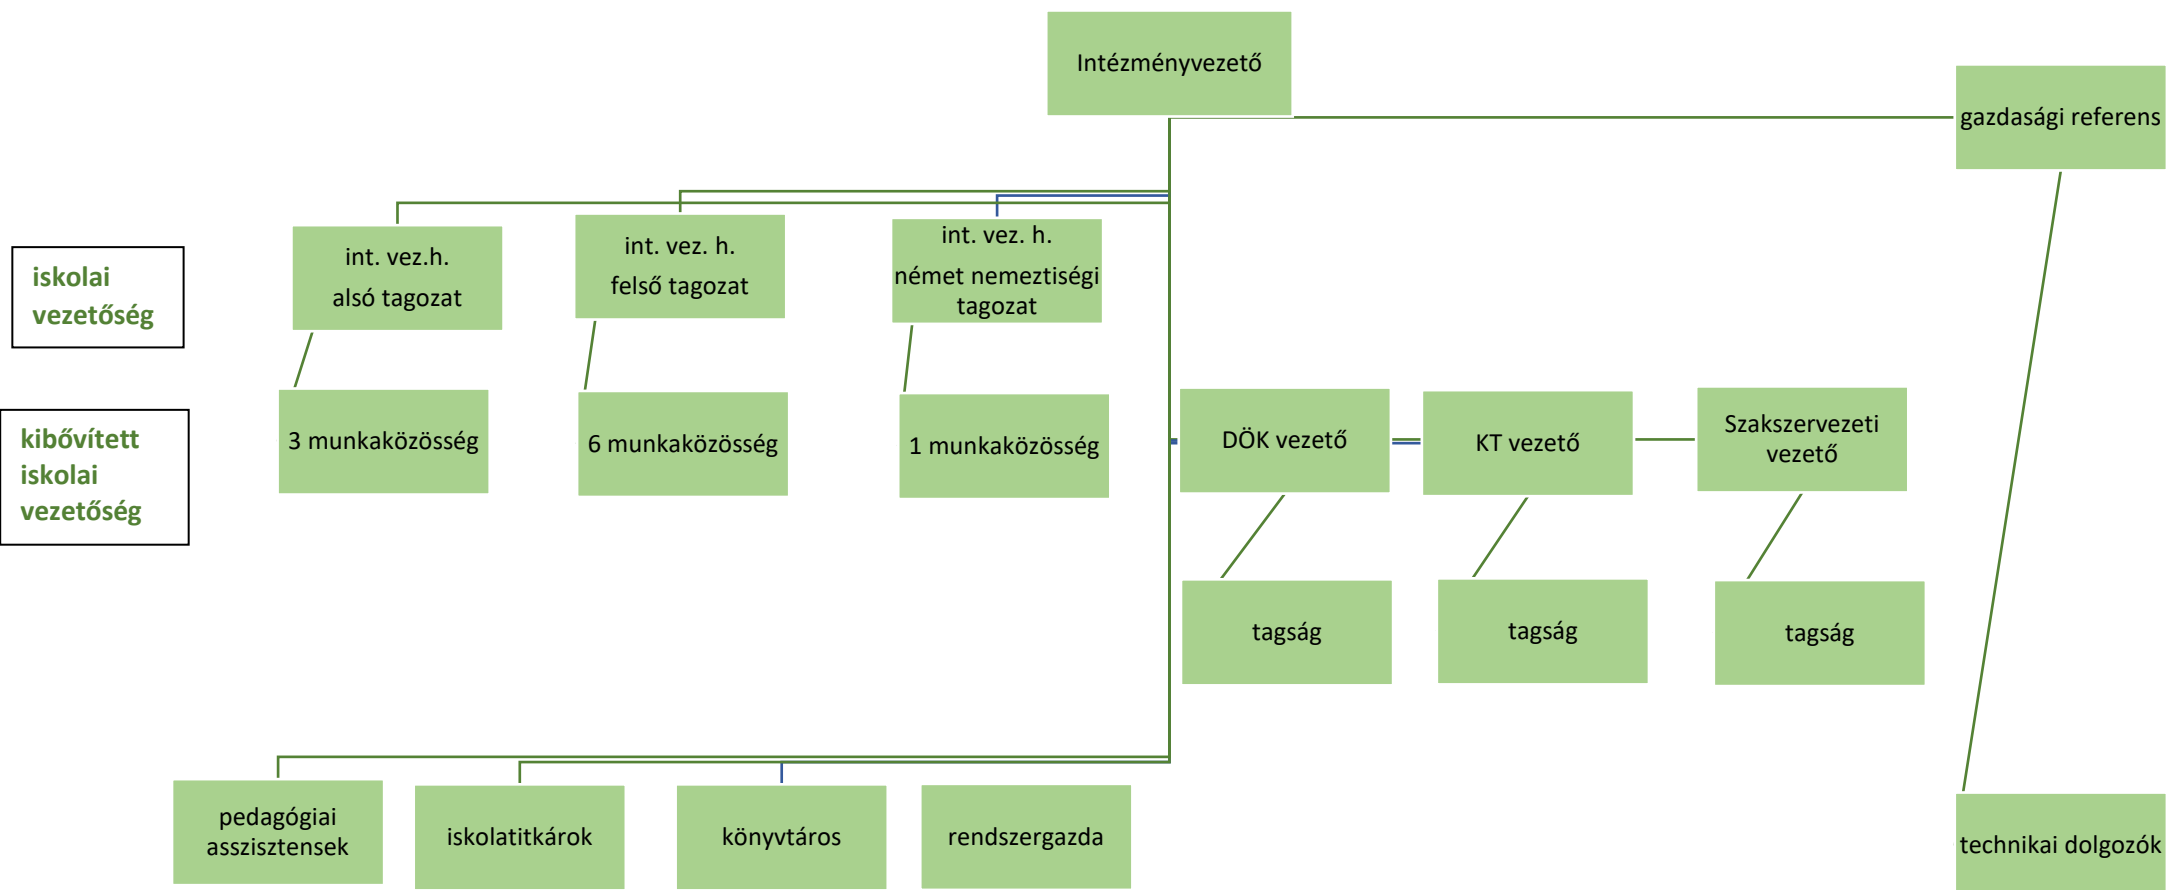 Intézményvezető
gazdasági referens
iskolai
vezetőség
int. vez.h.
alsó tagozat
int. vez. h.
felső tagozat
int. vez. h.
német nemeztiségi
tagozat
kibővített
iskolai
vezetőség
3 munkaközösség
6 munkaközösség
1 munkaközösség
DÖK vezető
KT vezető
Szakszervezeti
vezető
tagság
tagság
tagság
pedagógiai
asszisztensek
iskolatitkárok
könyvtáros
rendszergazda
technikai dolgozók